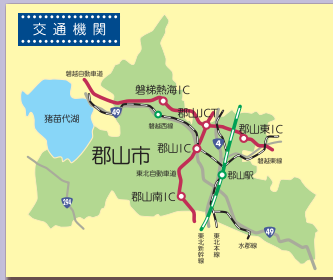 交通機関
磐越自動車道
49
磐梯熱海IC
猪苗代湖
郡山JCT
磐越西線
4
郡山東IC
郡山市
郡山IC
磐越東線
東北自動車道
郡山駅
郡山南IC
294
49
東北新幹線
東北本線
水郡線